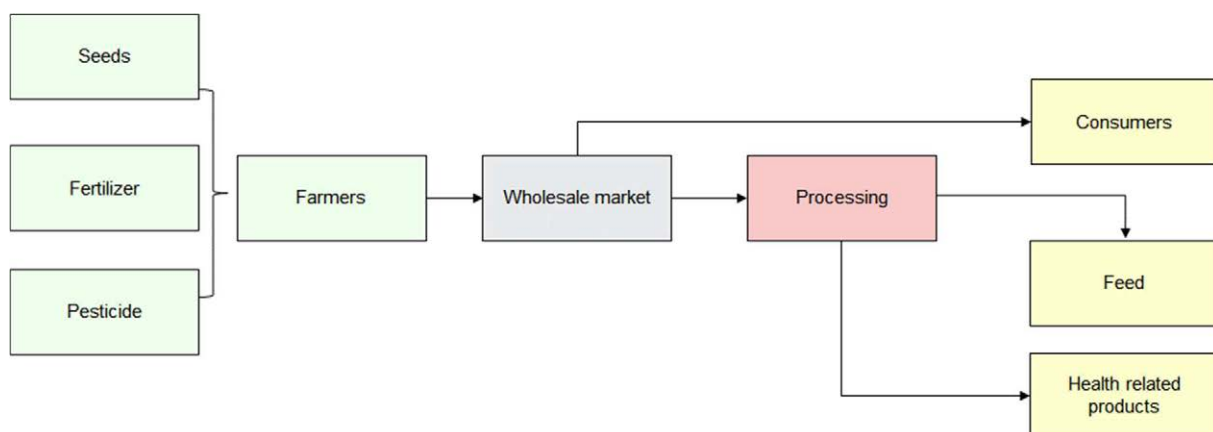 Seeds
Fertilizer
Pesticide
Farmers
Wholesale market
Processing
Consumers
Feed
Health related
products